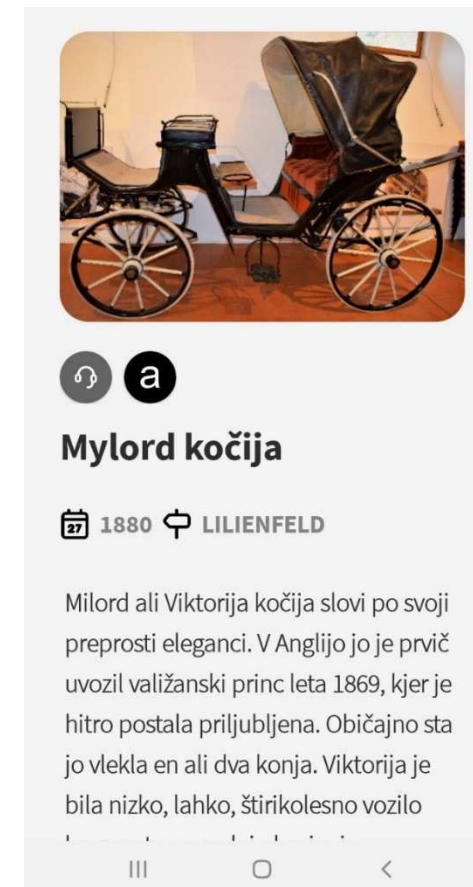 a
Mylord kočija
27 1880 LILIENFELD
Milord ali Viktorija kočija slovi po svoji
preprosti eleganci. V Anglijo jo je prvič
uvozil valižanski princ leta 1869, kjer je
hitro postala priljubljena. Običajno sta
jo vlekla en ali dva konja. Viktorija je
bila nizko, lahko, štirikolesno vozilo